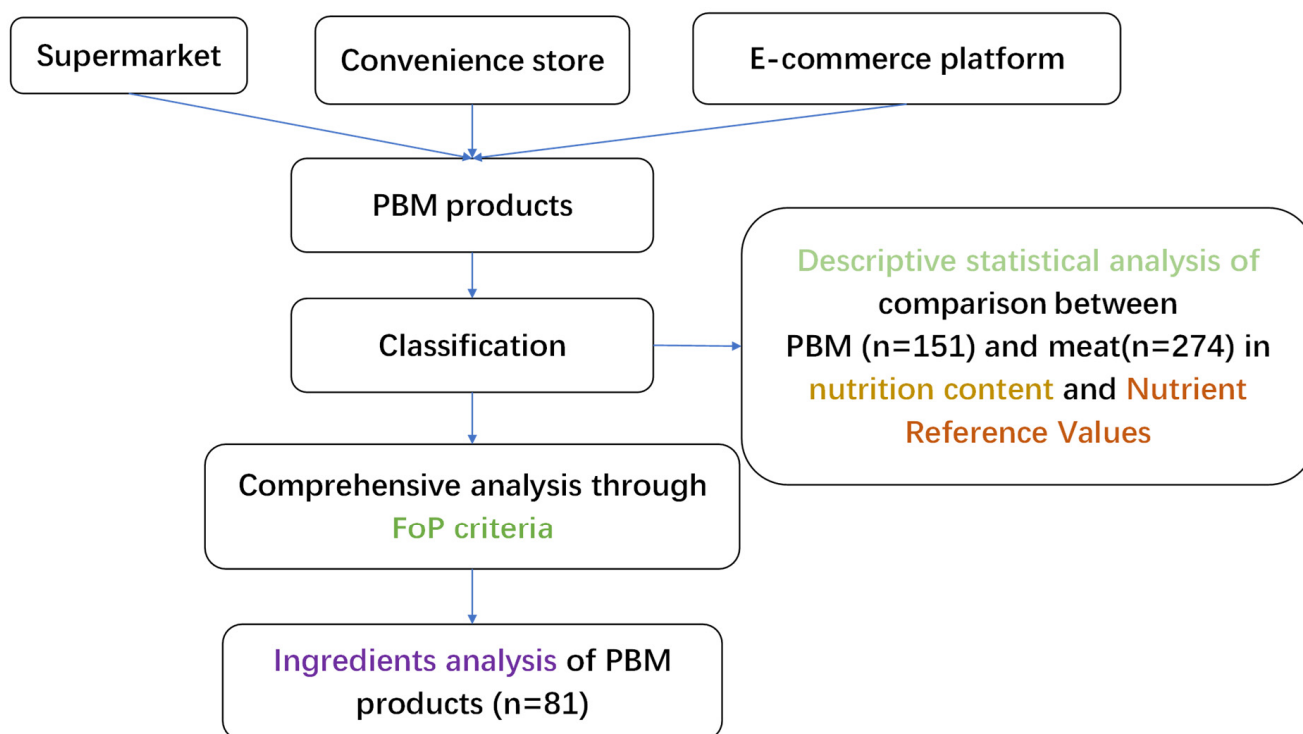 Supermarket
Convenience store
E-commerce platform
PBM products
Classification
Descriptive statistical analysis of
comparison between
PBM (n=151) and meat(n=274) in
nutrition content and Nutrient
Reference Values
Comprehensive analysis through
FoP criteria
Ingredients analysis of PBM
products (n=81)